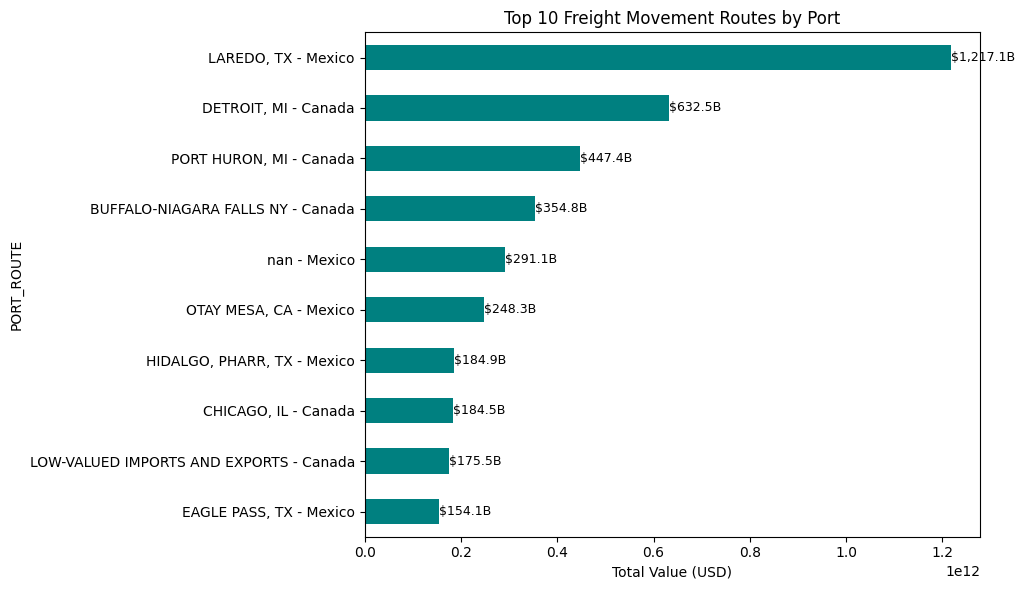 Top 10 Freight Movement Routes by Port
PORT_ROUTE
LAREDO, TX - Mexico $1,217.1B
DETROIT, MI - Canada $632.5B
PORT HURON, MI - Canada $447.4B
BUFFALO-NIAGARA FALLS NY - Canada $354.8B
nan - Mexico $291.1B
OTAY MESA, CA - Mexico $248.3B
HIDALGO, PHARR, TX - Mexico $184.9B
CHICAGO, IL - Canada $184.5B
LOW-VALUED IMPORTS AND EXPORTS - Canada $175.5B
EAGLE PASS, TX - Mexico $154.1B
0.0 0.2 0.4 0.6 0.8 1.0 1.2
1e12
Total Value (USD)